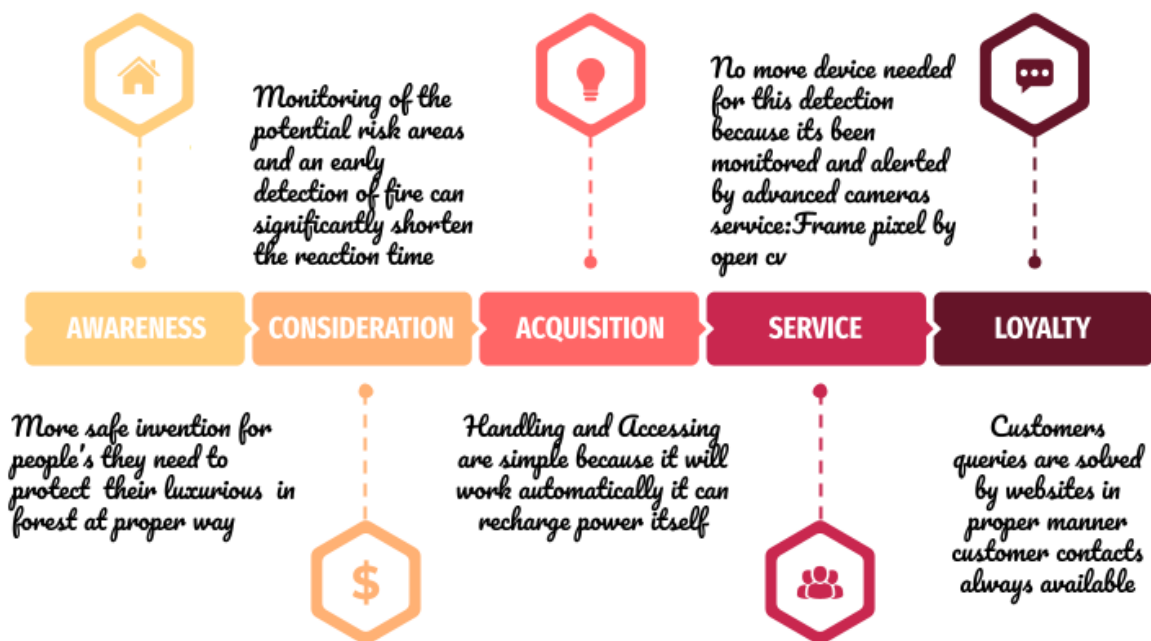 Monitoring of the
potential risk areas
and an early
detection of fire can
significantly shorten
the reaction time
No more device needed
for this detection
because its been
monitored and alerted
by advanced cameras
service:Frame pixel by
open cv
AWARENESS
CONSIDERATION
ACQUISITION
SERVICE
LOYALTY
More safe invention for
people's they need to
protect their luxurious in
forest at proper way
$
Handling and Accessing
are simple because it will
work automatically it can
recharge power itself
Customers
queries are solved
by websites in
proper manner
customer contacts
always available